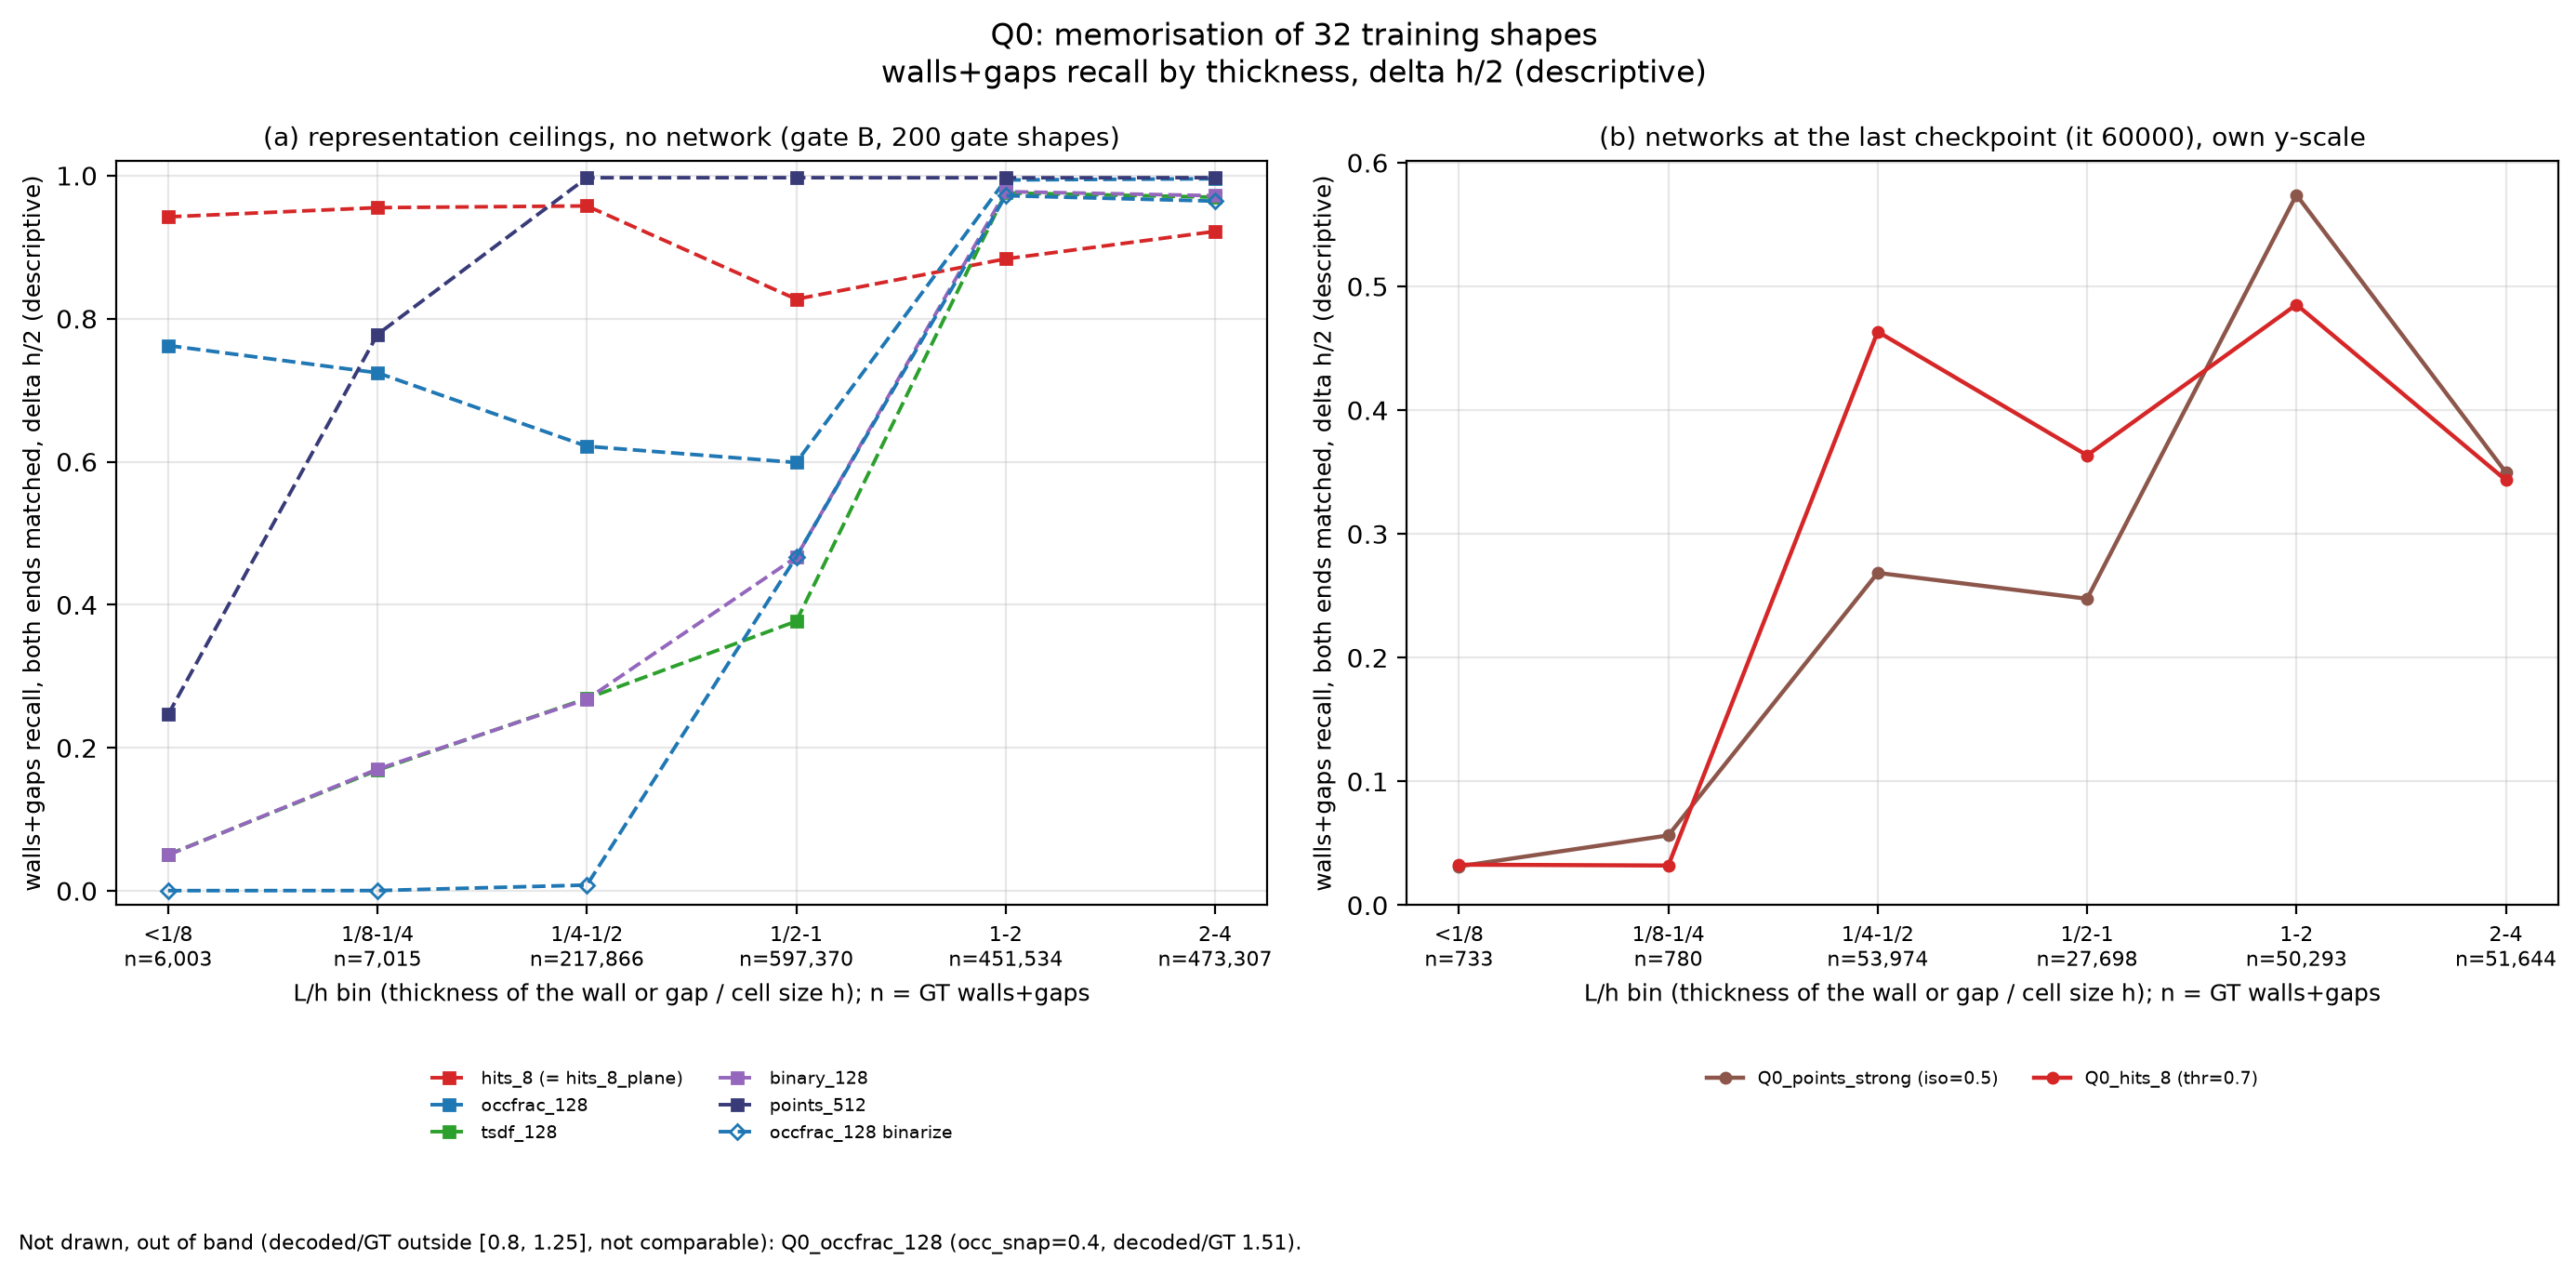 Q0: memorisation of 32 training shapes
walls+gaps recall by thickness, delta h/2 (descriptive)
(a) representation ceilings, no network (gate B, 200 gate shapes)
walls+gaps recall, both ends matched, delta h/2 (descriptive)
1.0
0.8
0.6
0.4
0.2
0.0
<1/8 1/8-1/4 1/4-1/2 1/2-1 1-2 2-4
n=6,003 n=7,015 n=217,866 n=597,370 n=451,534 n=473,307
L/h bin (thickness of the wall or gap / cell size h); n = GT walls+gaps
hits_8 (= hits_8_plane)
occfrac_128
tsdf_128
binary_128
points_512
occfrac_128 binarize
(b) networks at the last checkpoint (it 60000), own y-scale
walls+gaps recall, both ends matched, delta h/2 (descriptive)
0.6
0.5
0.4
0.3
0.2
0.1
0.0
<1/8 1/8-1/4 1/4-1/2 1/2-1 1-2 2-4
n=733 n=780 n=53,974 n=27,698 n=50,293 n=51,644
L/h bin (thickness of the wall or gap / cell size h); n = GT walls+gaps
Q0_points_strong (iso=0.5)
Q0_hits_8 (thr=0.7)
Not drawn, out of band (decoded/GT outside [0.8, 1.25], not comparable): Q0_occfrac_128 (occ_snap=0.4, decoded/GT 1.51).